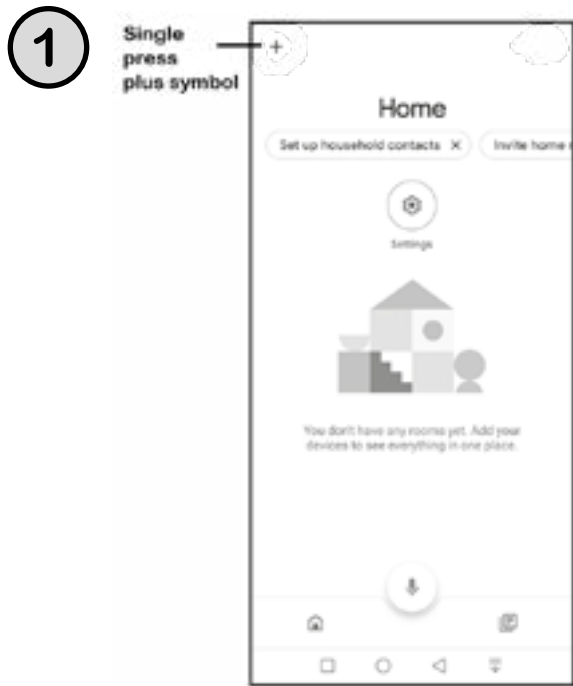 1
Single
press
plus symbol
+
Home
Set up household contacts X
Invite home
Settings
You don't have any rooms yet. Add your
devices to see everything in one place.